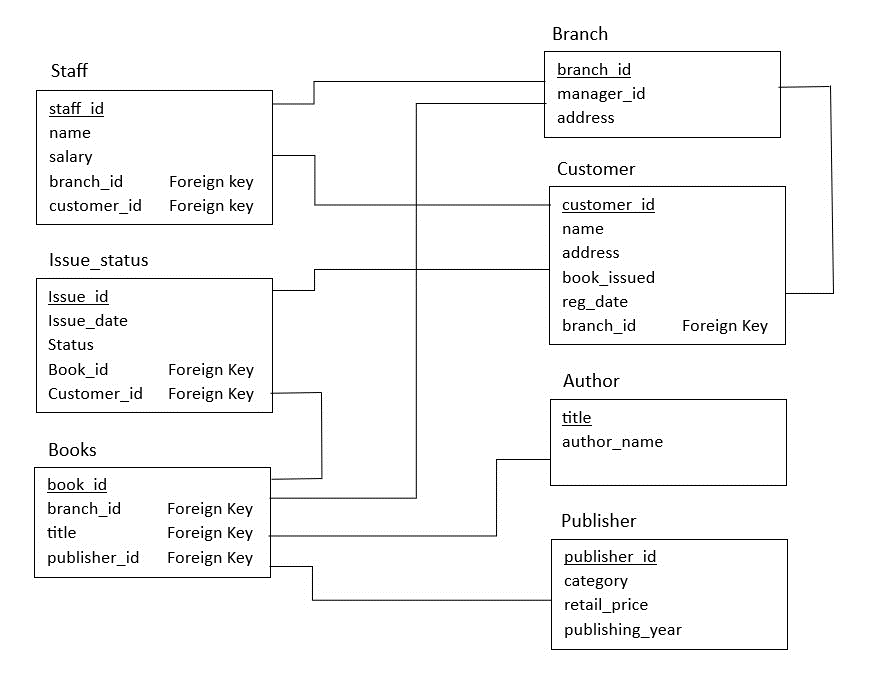 Staff
staff_id
name
salary
branch_id Foreign key
customer_id Foreign key
Issue_status
Issue_id
Issue_date
Status
Book_id Foreign Key
Customer_id Foreign Key
Books
book_id
branch_id Foreign Key
title Foreign Key
publisher_id Foreign Key
Branch
branch_id
manager_id
address
Customer
customer_id
name
address
book_issued
reg_date
branch_id Foreign Key
Author
title
author_name
Publisher
publisher_id
category
retail_price
publishing_year